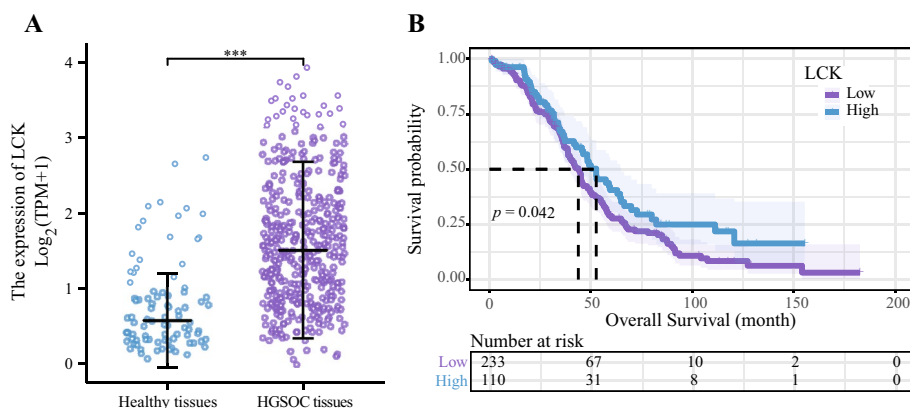 A
The expression of LCK
Log2(TPM+1)
4
3
2
1
0
***
Healthy tissues
HGSOC tissues
B
Survival probability
1.00
0.75
0.50
0.25
0.00
LCK
Low
High
p = 0.042
0 50 100 150 200
Overall Survival (month)
Number at risk
Low 233 67 10 2 0
High 110 31 8 1 0